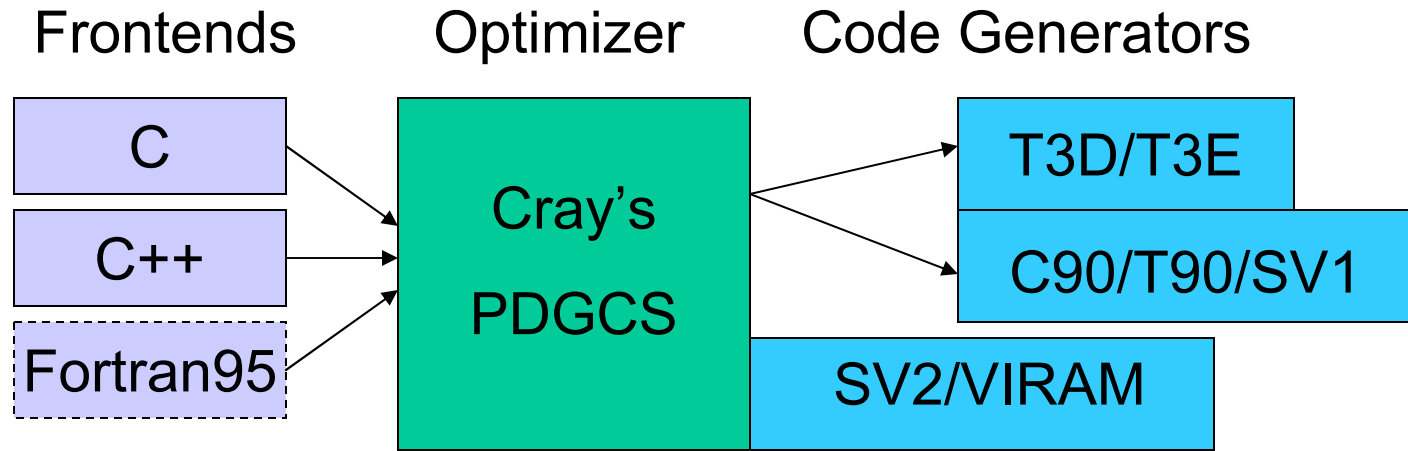 Frontends
Optimizer
Code Generators
C
C++
Fortran95
Cray’s
PDGCS
T3D/T3E
C90/T90/SV1
SV2/VIRAM